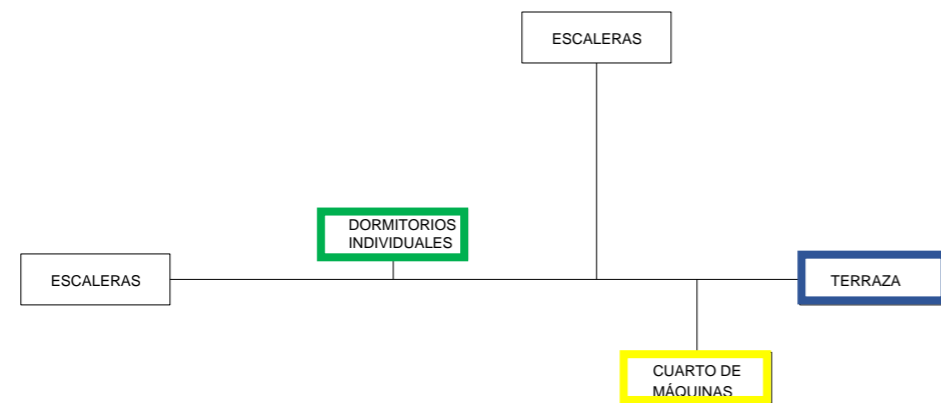 ESCALERAS
DORMITORIOS
INDIVIDUALES
ESCALERAS
TERRAZA
CUARTO DE
MÁQUINAS